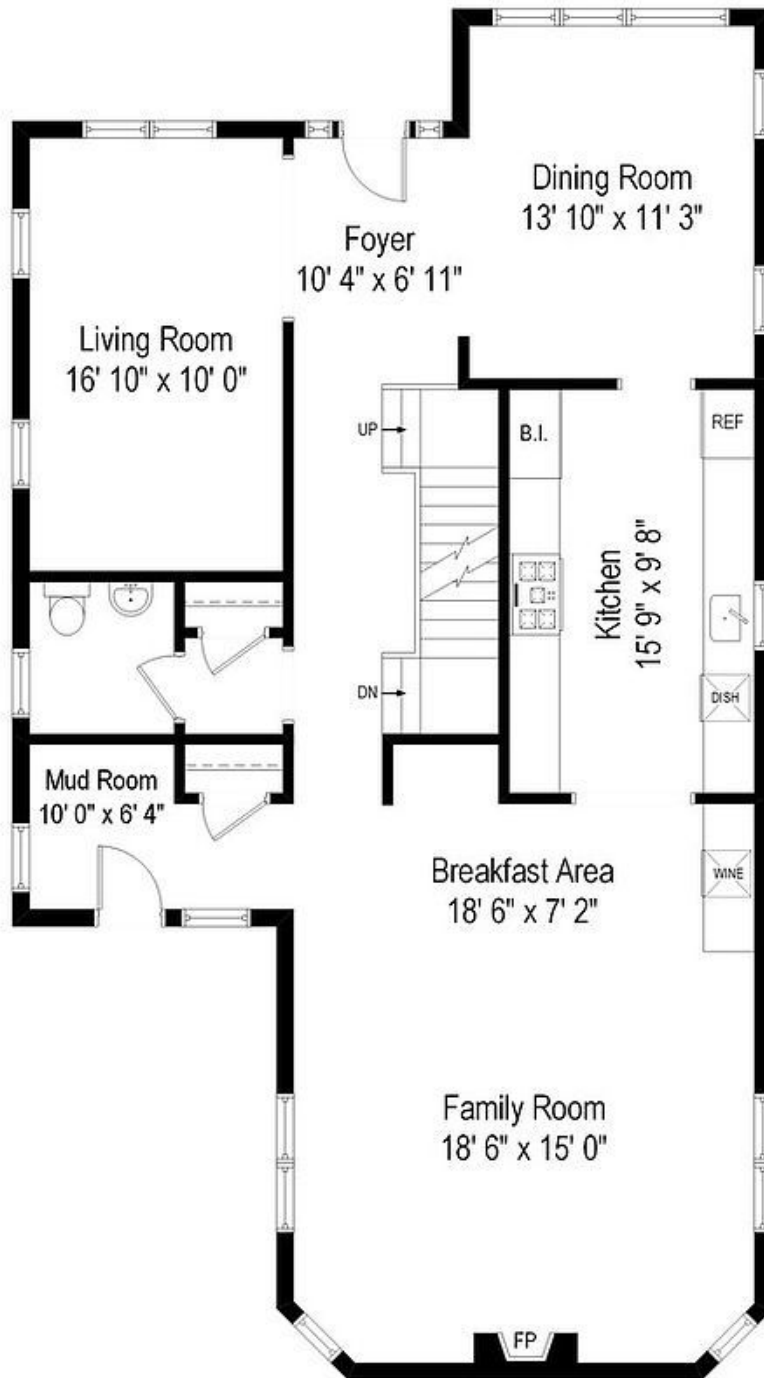 Dining Room
13' 10" x 11' 3"
Foyer
10' 4" x 6' 11"
Living Room
16' 10" x 10' 0"
UP
B.I.
REF
Kitchen
15' 9" x 9' 8"
DN
DISH
Mud Room
10' 0" x 6' 4"
Breakfast Area
18' 6" x 7' 2"
WINE
Family Room
18' 6" x 15' 0"
FP